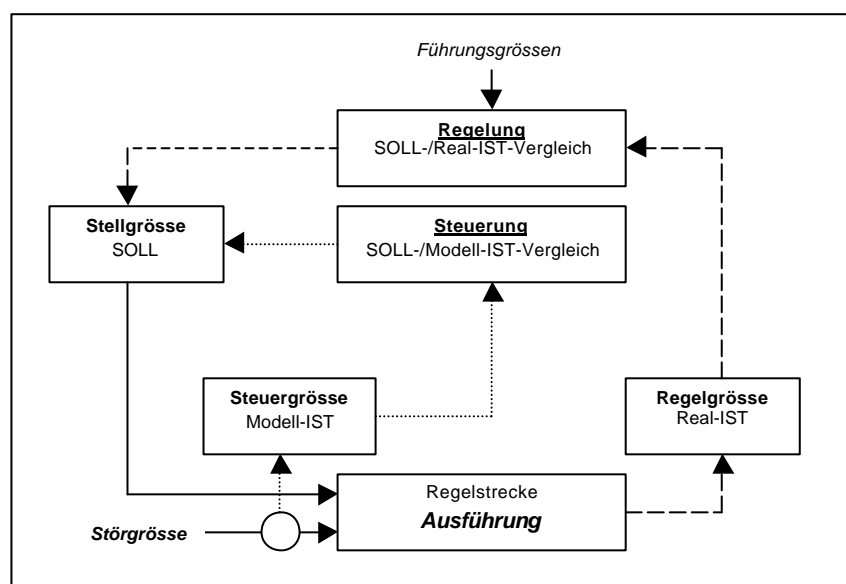 Führungsgrössen
Regelung
SOLL-/Real-IST-Vergleich
Stellgrösse
SOLL
Steuerung
SOLL-/Modell-IST-Vergleich
Steuergrösse
Modell-IST
Regelgrösse
Real-IST
Regelstrecke
Ausführung
Störgrösse